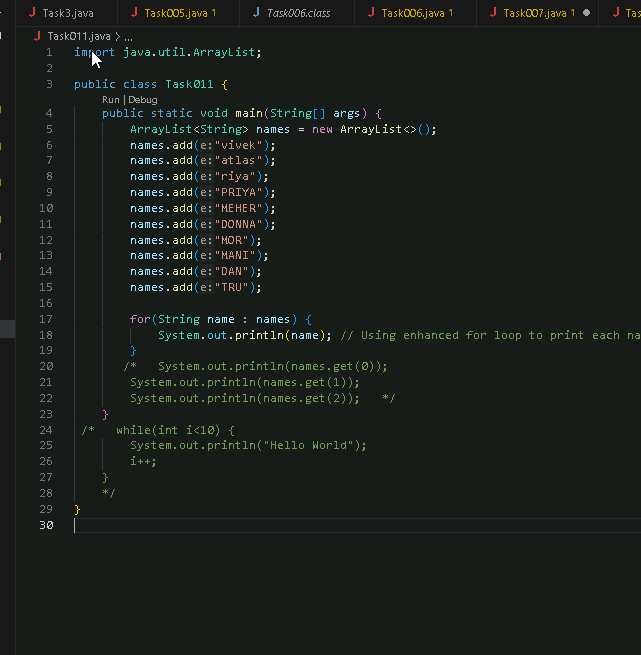 Task3.java Task005.java 1 Task006.class Task006.java 1 Task007.java 1
Task011.java > ...
1 import java.util.ArrayList;
2
3 public class Task011 {
Run | Debug
4 public static void main(String[] args) {
5 ArrayList<String> names = new ArrayList<>();
6 names.add(e:"vivek");
7 names.add(e:"atlas");
8 names.add(e:"riya");
9 names.add(e:"PRIYA");
10 names.add(e:"MEHER");
11 names.add(e:"DONNA");
12 names.add(e:"MOR");
13 names.add(e:"MANI");
14 names.add(e:"DAN");
15 names.add(e:"TRU");
16
17 for(String name : names) {
18 System.out.println(name); // Using enhanced for loop to print each na
19 }
20 /* System.out.println(names.get(0));
21 System.out.println(names.get(1));
22 System.out.println(names.get(2)); */
23 }
24 /* while(int i<10) {
25 System.out.println("Hello World");
26 i++;
27 }
28 */
29 }
30